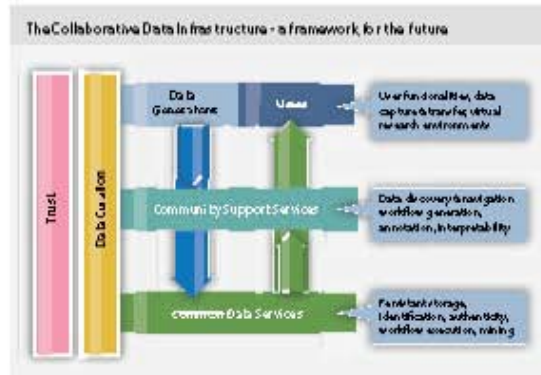 The Collaborative Data Infrastructure - a framework for the future
Trust
Data Curation
Data
Generators
Users
User functionalities, data
capture & transfer, virtual
research environments
Community Support Services
Data discovery & navigation
workflow generation,
annotation, interpretability
Common Data Services
Persistent storage,
identification, authenticity,
workflow execution, mining